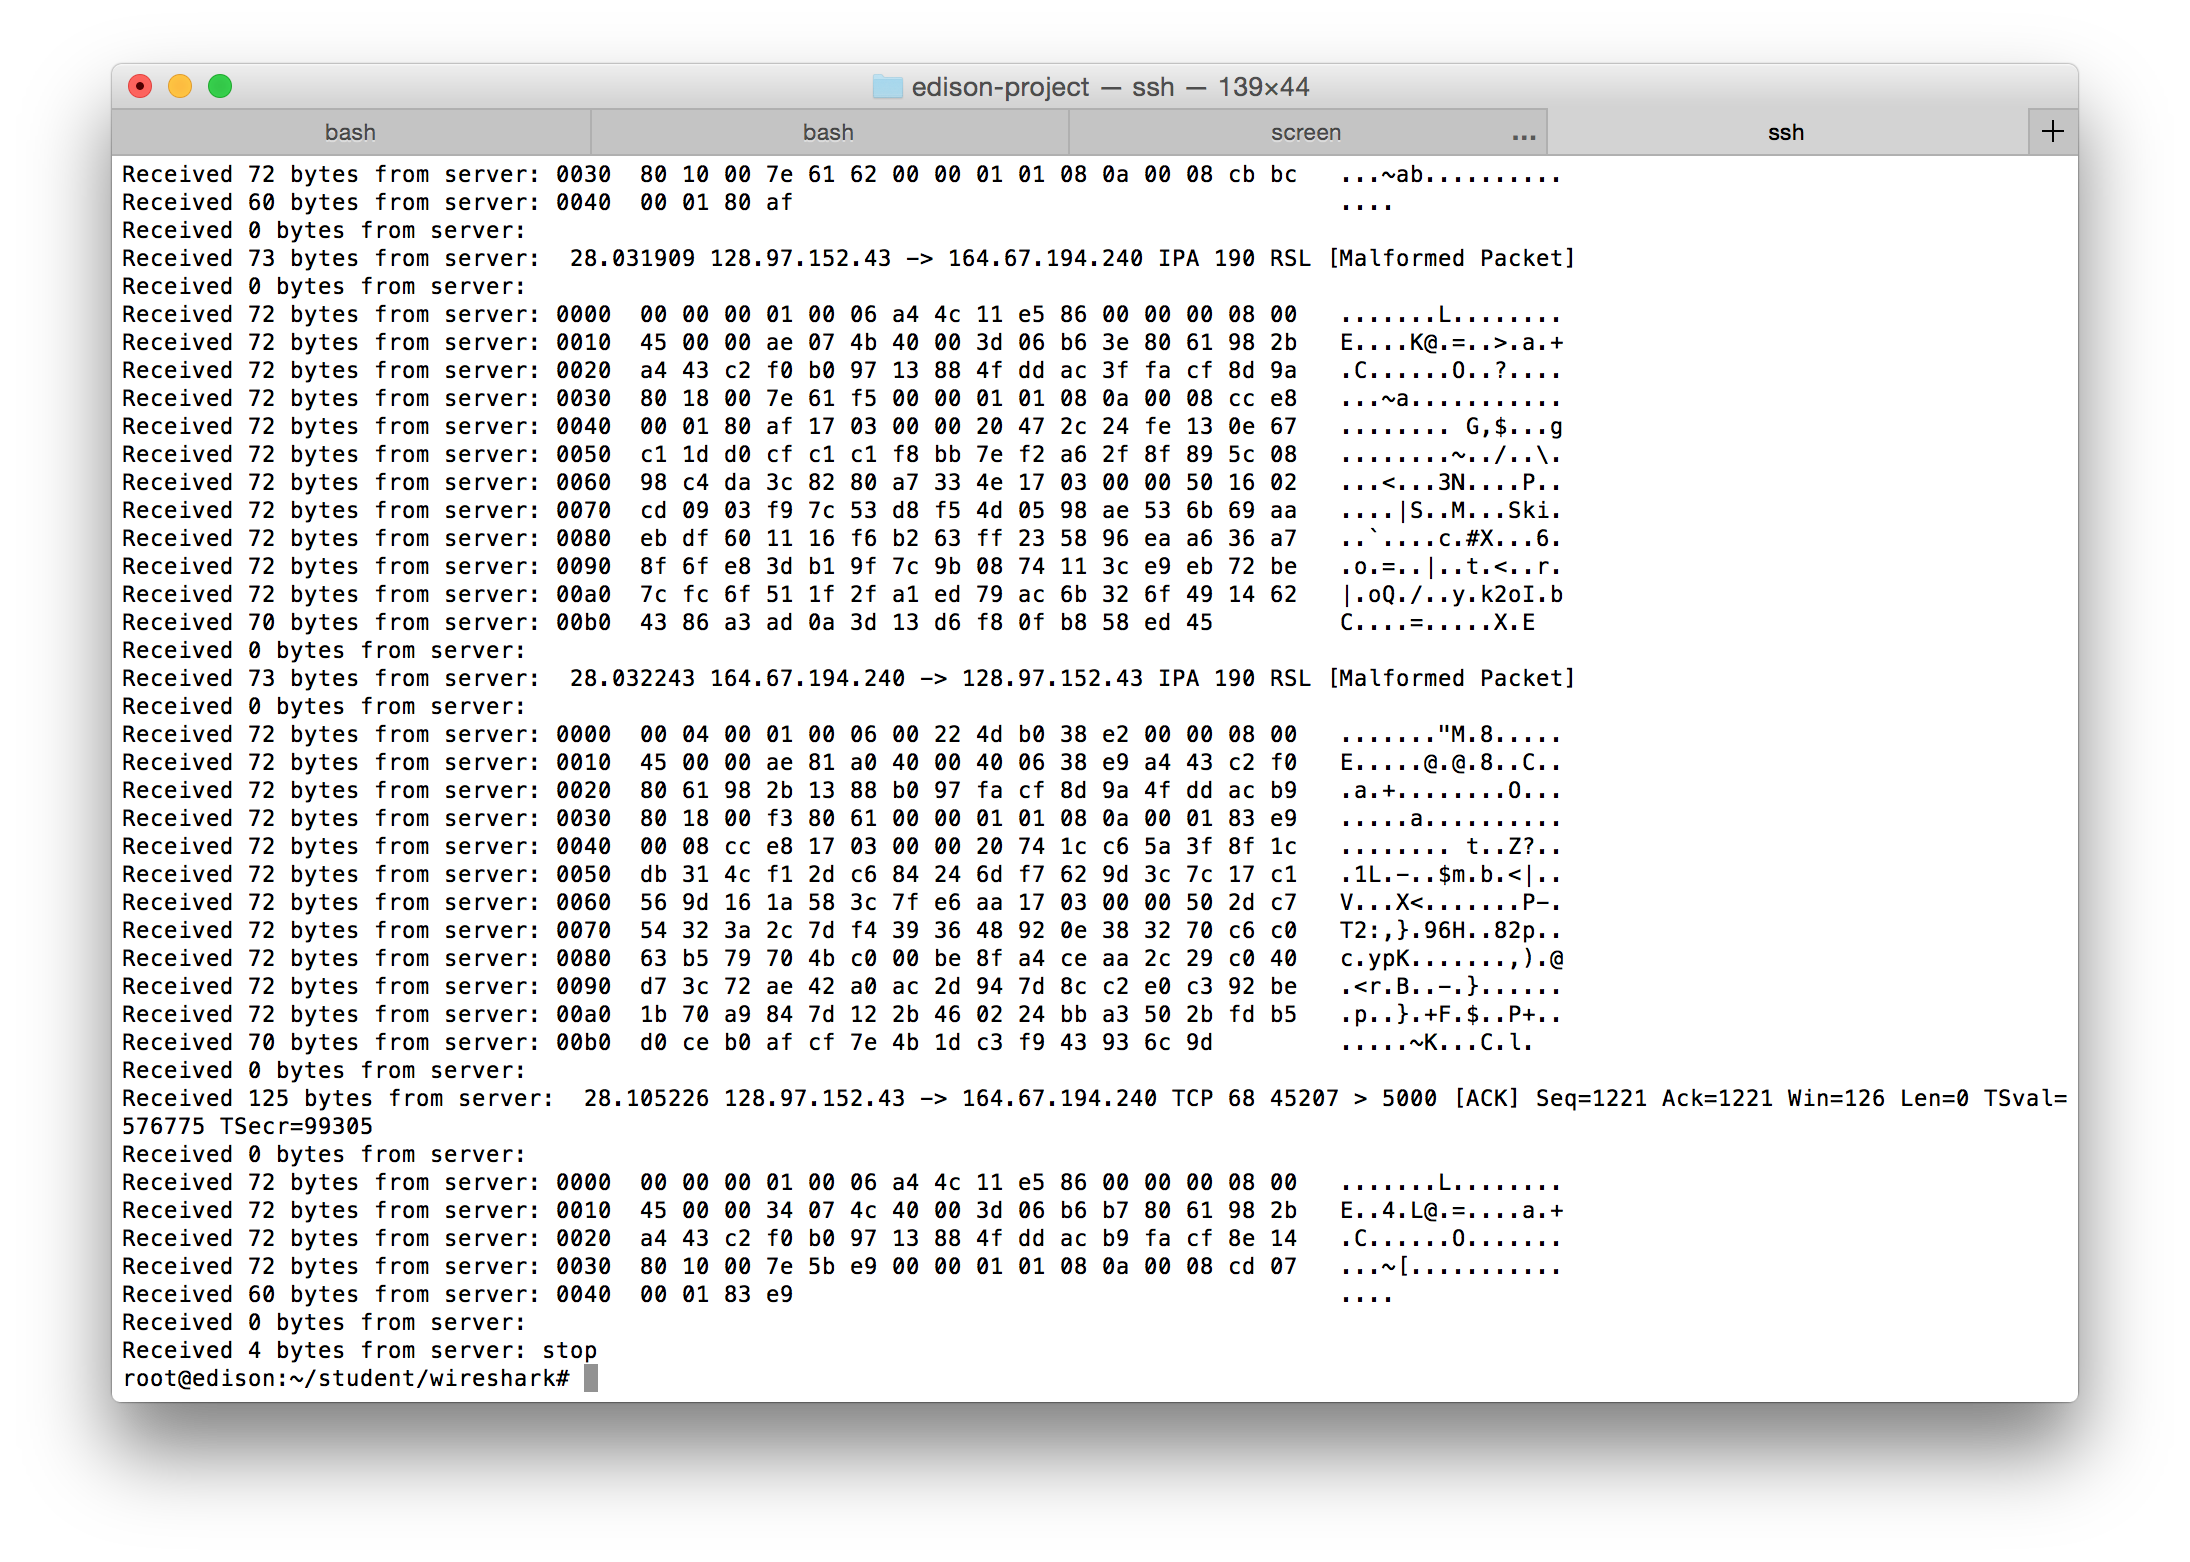 edison-project — ssh — 139×44
bash bash screen ... ssh +
Received 72 bytes from server: 0030  80 10 00 7e 61 62 00 00 01 01 08 0a 00 08 cb bc   ...~ab..........
Received 60 bytes from server: 0040  00 01 80 af                                       ....
Received 0 bytes from server:
Received 73 bytes from server:  28.031909 128.97.152.43 -> 164.67.194.240 IPA 190 RSL [Malformed Packet]
Received 0 bytes from server:
Received 72 bytes from server: 0000  00 00 00 01 00 06 a4 4c 11 e5 86 00 00 00 08 00   .......L........
Received 72 bytes from server: 0010  45 00 00 ae 07 4b 40 00 3d 06 b6 3e 80 61 98 2b   E....K@.=..>.a.+
Received 72 bytes from server: 0020  a4 43 c2 f0 b0 97 13 88 4f dd ac 3f fa cf 8d 9a   .C......O..?....
Received 72 bytes from server: 0030  80 18 00 7e 61 f5 00 00 01 01 08 0a 00 08 cc e8   ...~a...........
Received 72 bytes from server: 0040  00 01 80 af 17 03 00 00 20 47 2c 24 fe 13 0e 67   ........ G,$...g
Received 72 bytes from server: 0050  c1 1d d0 cf c1 c1 f8 bb 7e f2 a6 2f 8f 89 5c 08   ........~../..\.
Received 72 bytes from server: 0060  98 c4 da 3c 82 80 a7 33 4e 17 03 00 00 50 16 02   ...<...3N....P..
Received 72 bytes from server: 0070  cd 09 03 f9 7c 53 d8 f5 4d 05 98 ae 53 6b 69 aa   ....|S..M...Ski.
Received 72 bytes from server: 0080  eb df 60 11 16 f6 b2 63 ff 23 58 96 ea a6 36 a7   ..`....c.#X...6.
Received 72 bytes from server: 0090  8f 6f e8 3d b1 9f 7c 9b 08 74 11 3c e9 eb 72 be   .o.=..|..t.<..r.
Received 72 bytes from server: 00a0  7c fc 6f 51 1f 2f a1 ed 79 ac 6b 32 6f 49 14 62   |.oQ./..y.k2oI.b
Received 70 bytes from server: 00b0  43 86 a3 ad 0a 3d 13 d6 f8 0f b8 58 ed 45         C....=.....X.E
Received 0 bytes from server:
Received 73 bytes from server:  28.032243 164.67.194.240 -> 128.97.152.43 IPA 190 RSL [Malformed Packet]
Received 0 bytes from server:
Received 72 bytes from server: 0000  00 04 00 01 00 06 00 22 4d b0 38 e2 00 00 08 00   ......."M.8.....
Received 72 bytes from server: 0010  45 00 00 ae 81 a0 40 00 40 06 38 e9 a4 43 c2 f0   E.....@.@.8..C..
Received 72 bytes from server: 0020  80 61 98 2b 13 88 b0 97 fa cf 8d 9a 4f dd ac b9   .a.+........O...
Received 72 bytes from server: 0030  80 18 00 f3 80 61 00 00 01 01 08 0a 00 01 83 e9   .....a..........
Received 72 bytes from server: 0040  00 08 cc e8 17 03 00 00 20 74 1c c6 5a 3f 8f 1c   ........ t..Z?..
Received 72 bytes from server: 0050  db 31 4c f1 2d c6 84 24 6d f7 62 9d 3c 7c 17 c1   .1L.-..$m.b.<|..
Received 72 bytes from server: 0060  56 9d 16 1a 58 3c 7f e6 aa 17 03 00 00 50 2d c7   V...X<.......P-.
Received 72 bytes from server: 0070  54 32 3a 2c 7d f4 39 36 48 92 0e 38 32 70 c6 c0   T2:,}.96H..82p..
Received 72 bytes from server: 0080  63 b5 79 70 4b c0 00 be 8f a4 ce aa 2c 29 c0 40   c.ypK.......,).@
Received 72 bytes from server: 0090  d7 3c 72 ae 42 a0 ac 2d 94 7d 8c c2 e0 c3 92 be   .<r.B..-.}......
Received 72 bytes from server: 00a0  1b 70 a9 84 7d 12 2b 46 02 24 bb a3 50 2b fd b5   .p..}.+F.$..P+..
Received 70 bytes from server: 00b0  d0 ce b0 af cf 7e 4b 1d c3 f9 43 93 6c 9d         .....~K...C.l.
Received 0 bytes from server:
Received 125 bytes from server:  28.105226 128.97.152.43 -> 164.67.194.240 TCP 68 45207 > 5000 [ACK] Seq=1221 Ack=1221 Win=126 Len=0 TSval=
576775 TSecr=99305
Received 0 bytes from server:
Received 72 bytes from server: 0000  00 00 00 01 00 06 a4 4c 11 e5 86 00 00 00 08 00   .......L........
Received 72 bytes from server: 0010  45 00 00 34 07 4c 40 00 3d 06 b6 b7 80 61 98 2b   E..4.L@.=....a.+
Received 72 bytes from server: 0020  a4 43 c2 f0 b0 97 13 88 4f dd ac b9 fa cf 8e 14   .C......O.......
Received 72 bytes from server: 0030  80 10 00 7e 5b e9 00 00 01 01 08 0a 00 08 cd 07   ...~[...........
Received 60 bytes from server: 0040  00 01 83 e9                                       ....
Received 0 bytes from server:
Received 4 bytes from server: stop
root@edison:~/student/wireshark#